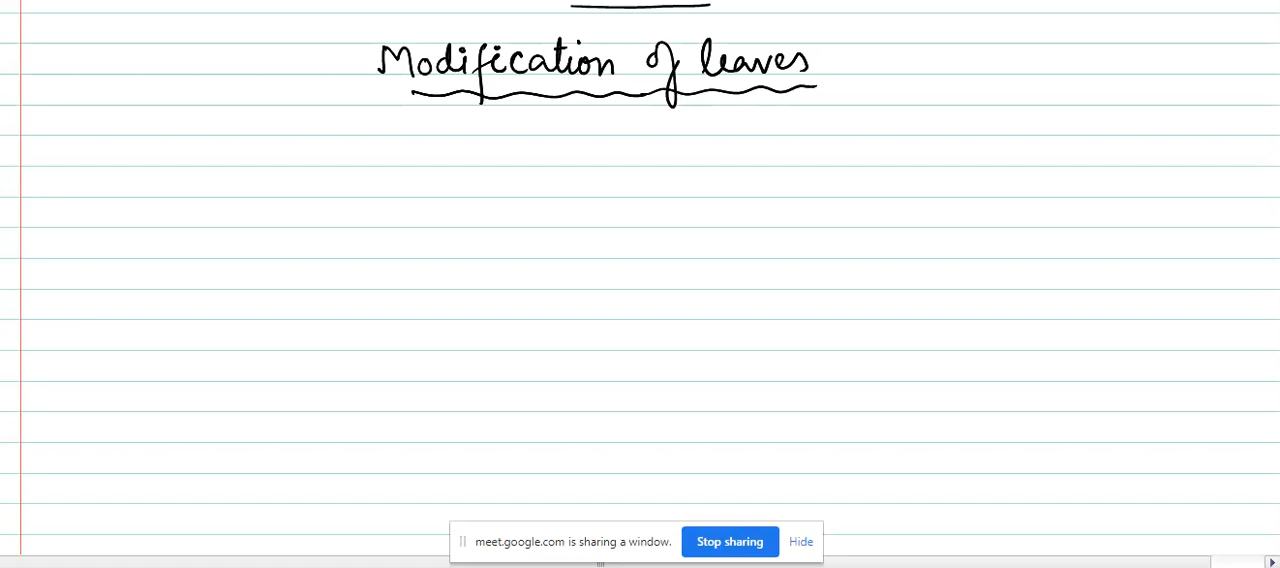 Modification of leaves
meet.google.com is sharing a window. Stop sharing Hide